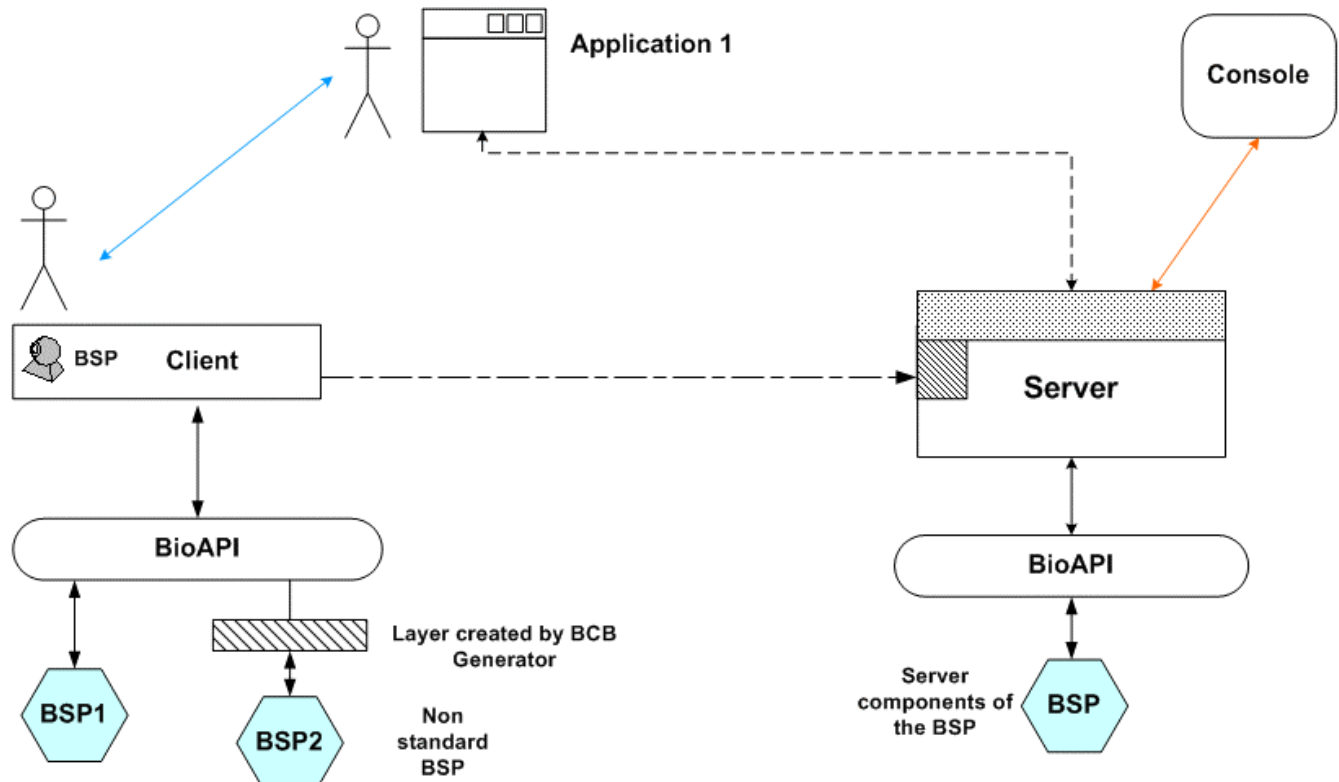 Application 1
Console
BSP Client
Server
BioAPI
BioAPI
Layer created by BCB
Generator
BSP1
BSP2
Non
standard
BSP
Server
components of
the BSP
BSP